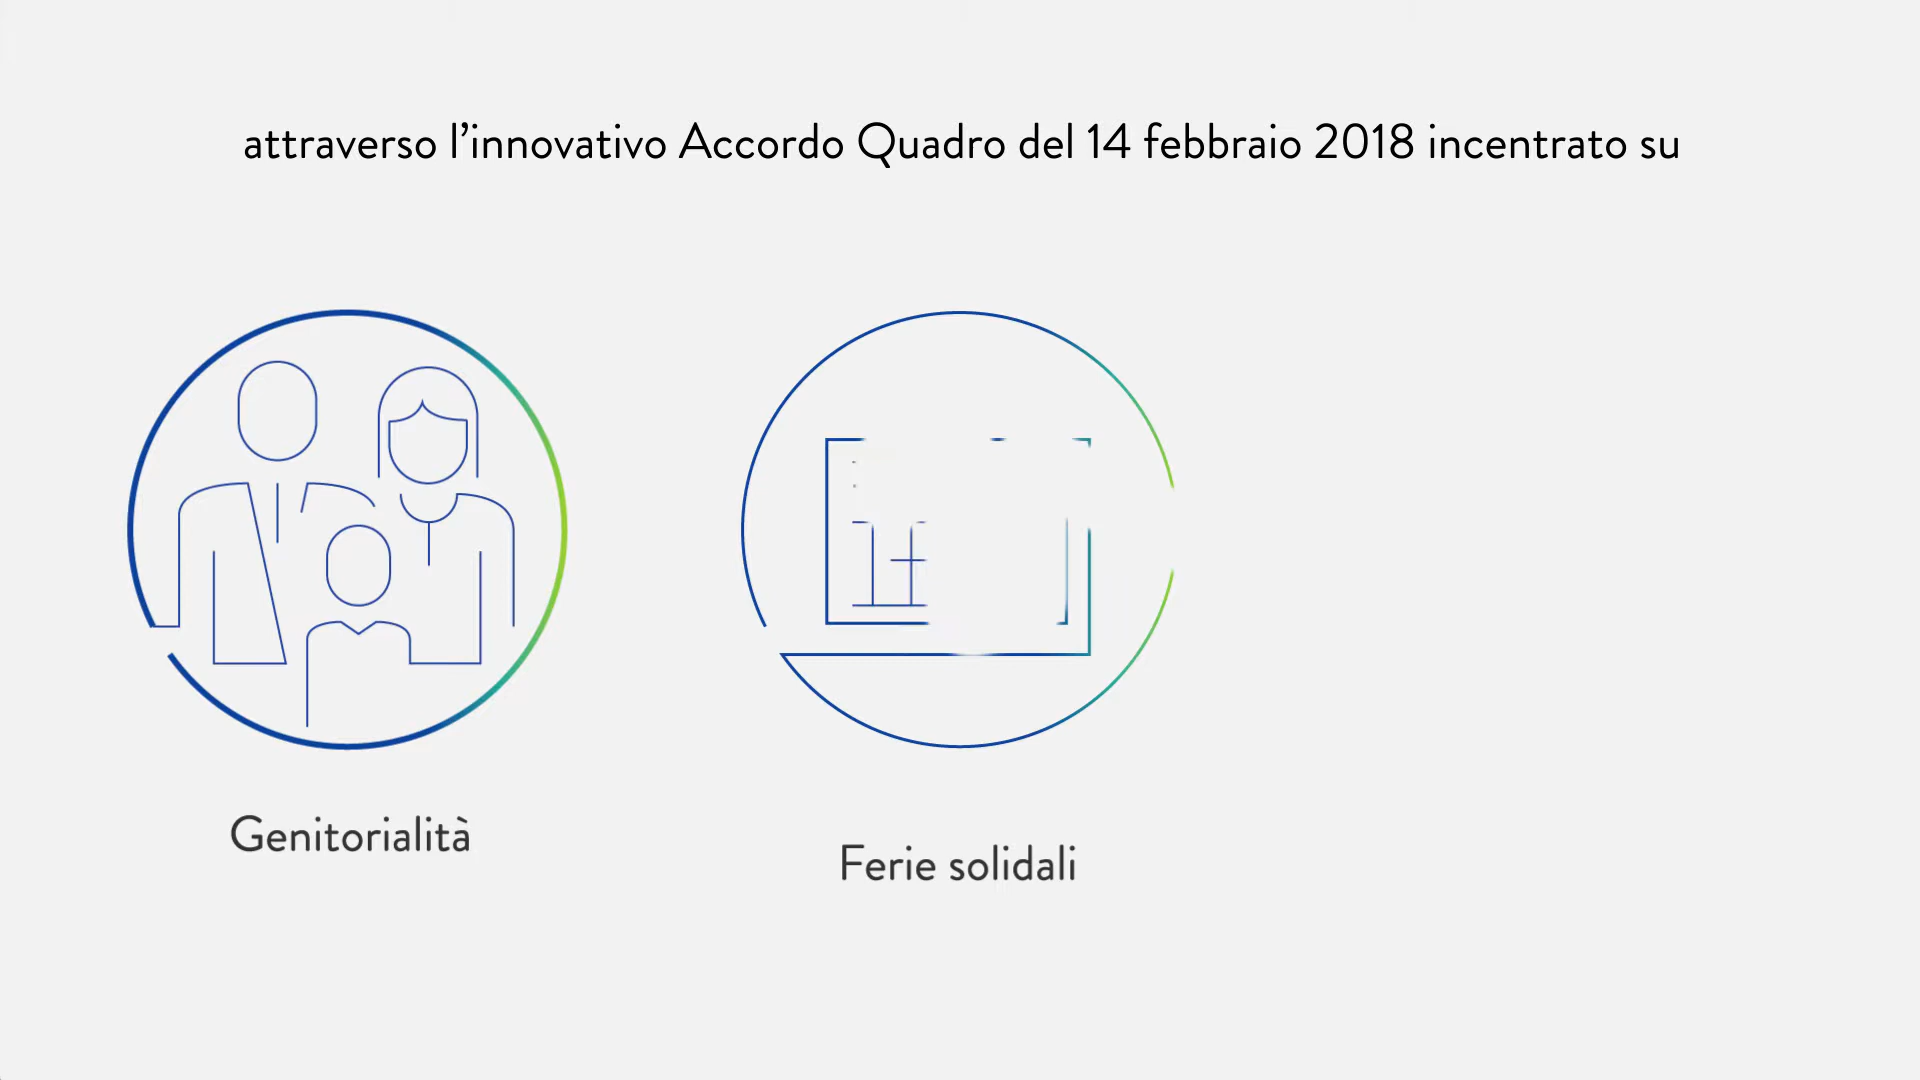 attraverso l’innovativo Accordo Quadro del 14 febbraio 2018 incentrato su
Genitorialità
Ferie solidali